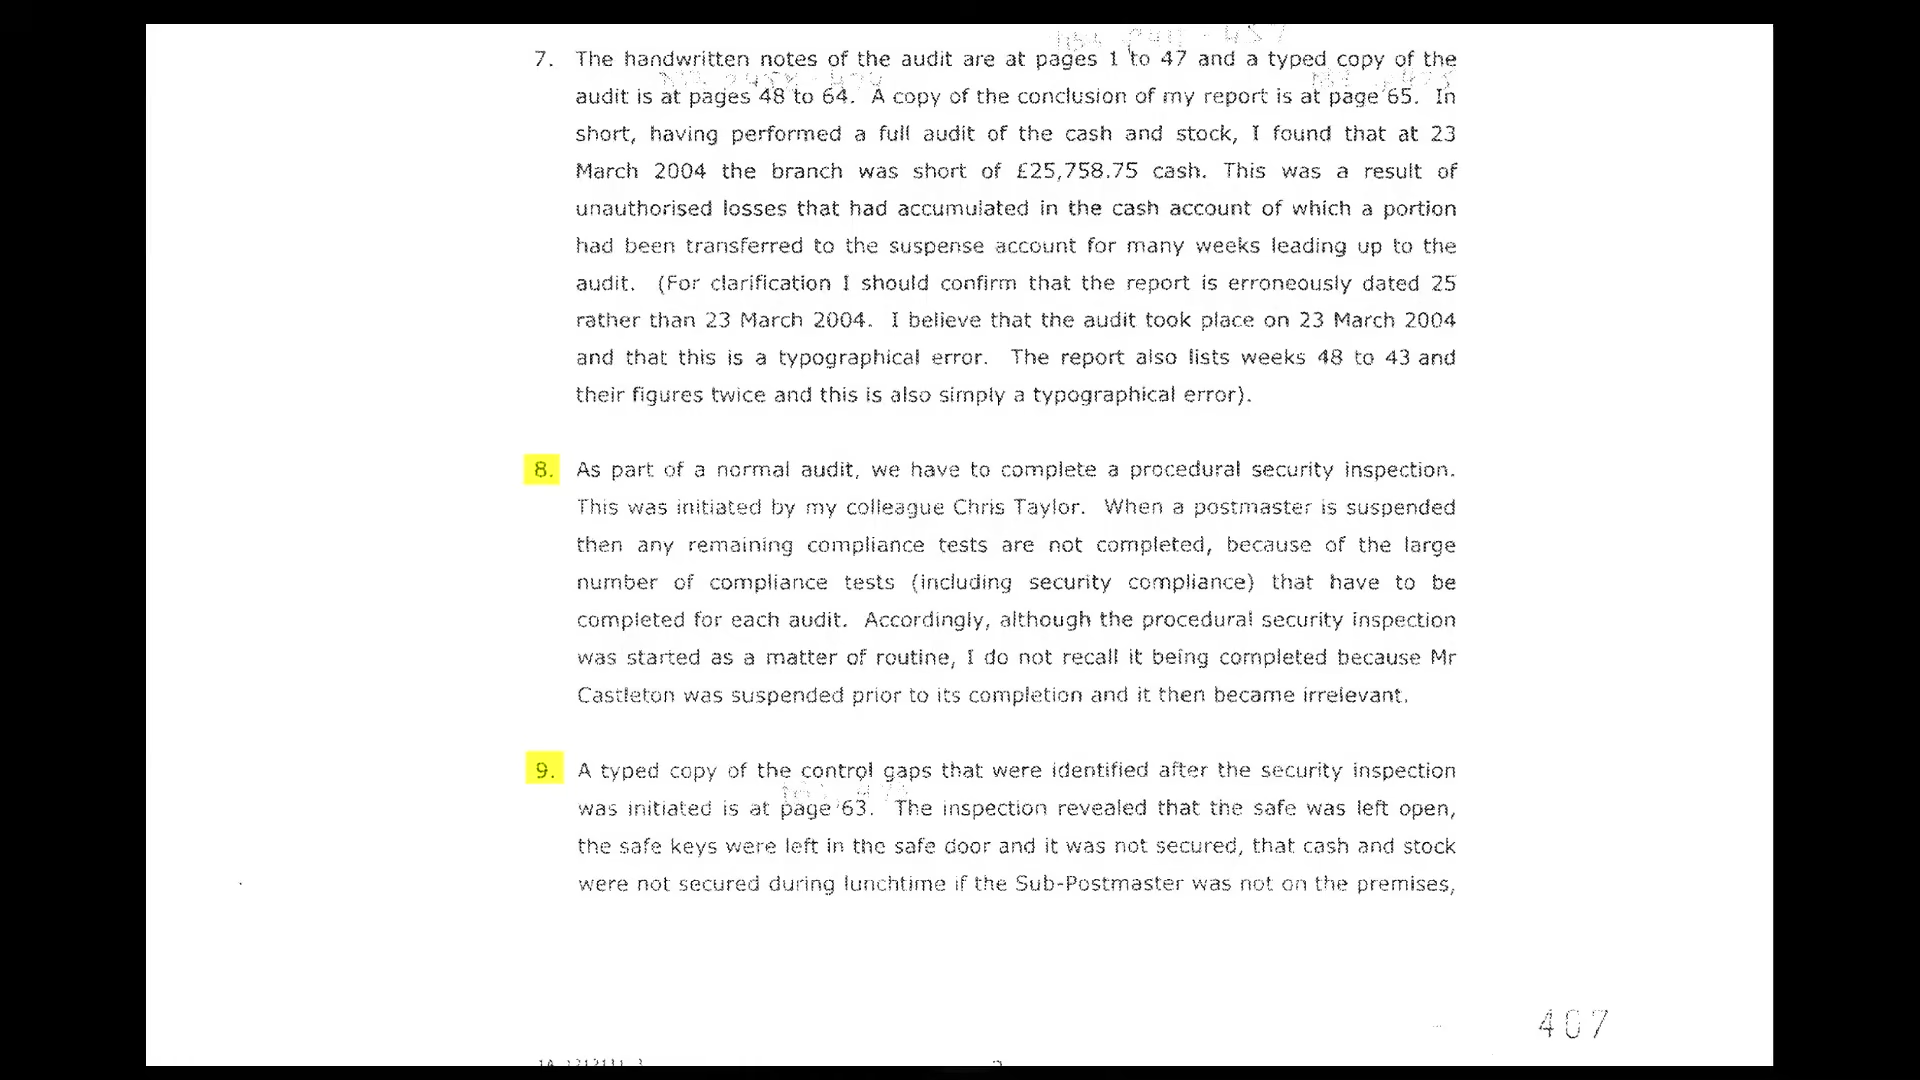 7. The handwritten notes of the audit are at pages 1 to 47 and a typed copy of the
audit is at pages 48 to 64. A copy of the conclusion of my report is at page 65. In
short, having performed a full audit of the cash and stock, I found that at 23
March 2004 the branch was short of £25,758.75 cash. This was a result of
unauthorised losses that had accumulated in the cash account of which a portion
had been transferred to the suspense account for many weeks leading up to the
audit. (For clarification I should confirm that the report is erroneously dated 25
rather than 23 March 2004. I believe that the audit took place on 23 March 2004
and that this is a typographical error. The report also lists weeks 48 to 43 and
their figures twice and this is also simply a typographical error).
8. As part of a normal audit, we have to complete a procedural security inspection.
This was initiated by my colleague Chris Taylor. When a postmaster is suspended
then any remaining compliance tests are not completed, because of the large
number of compliance tests (including security compliance) that have to be
completed for each audit. Accordingly, although the procedural security inspection
was started as a matter of routine, I do not recall it being completed because Mr
Castleton was suspended prior to its completion and it then became irrelevant.
9. A typed copy of the control gaps that were identified after the security inspection
was initiated is at page 63. The inspection revealed that the safe was left open,
the safe keys were left in the safe door and it was not secured, that cash and stock
were not secured during lunchtime if the Sub-Postmaster was not on the premises,
407